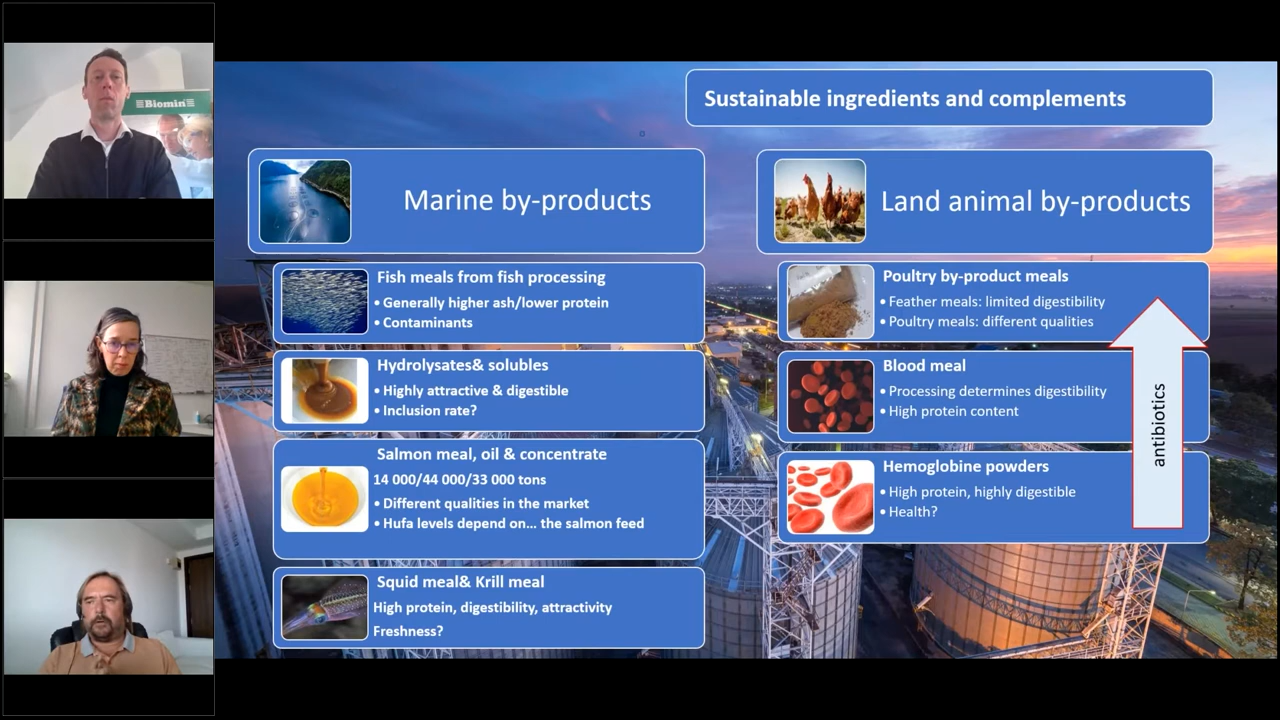 Biomin
Sustainable ingredients and complements
Marine by-products
Fish meals from fish processing
• Generally higher ash/lower protein
• Contaminants
Hydrolysates& solubles
• Highly attractive & digestible
• Inclusion rate?
Salmon meal, oil & concentrate
14 000/44 000/33 000 tons
• Different qualities in the market
• Hufa levels depend on... the salmon feed
Squid meal& Krill meal
High protein, digestibility, attractivity
Freshness?
Land animal by-products
Poultry by-product meals
• Feather meals: limited digestibility
• Poultry meals: different qualities
Blood meal
• Processing determines digestibility
• High protein content
Hemoglobine powders
• High protein, highly digestible
• Health?
antibiotics